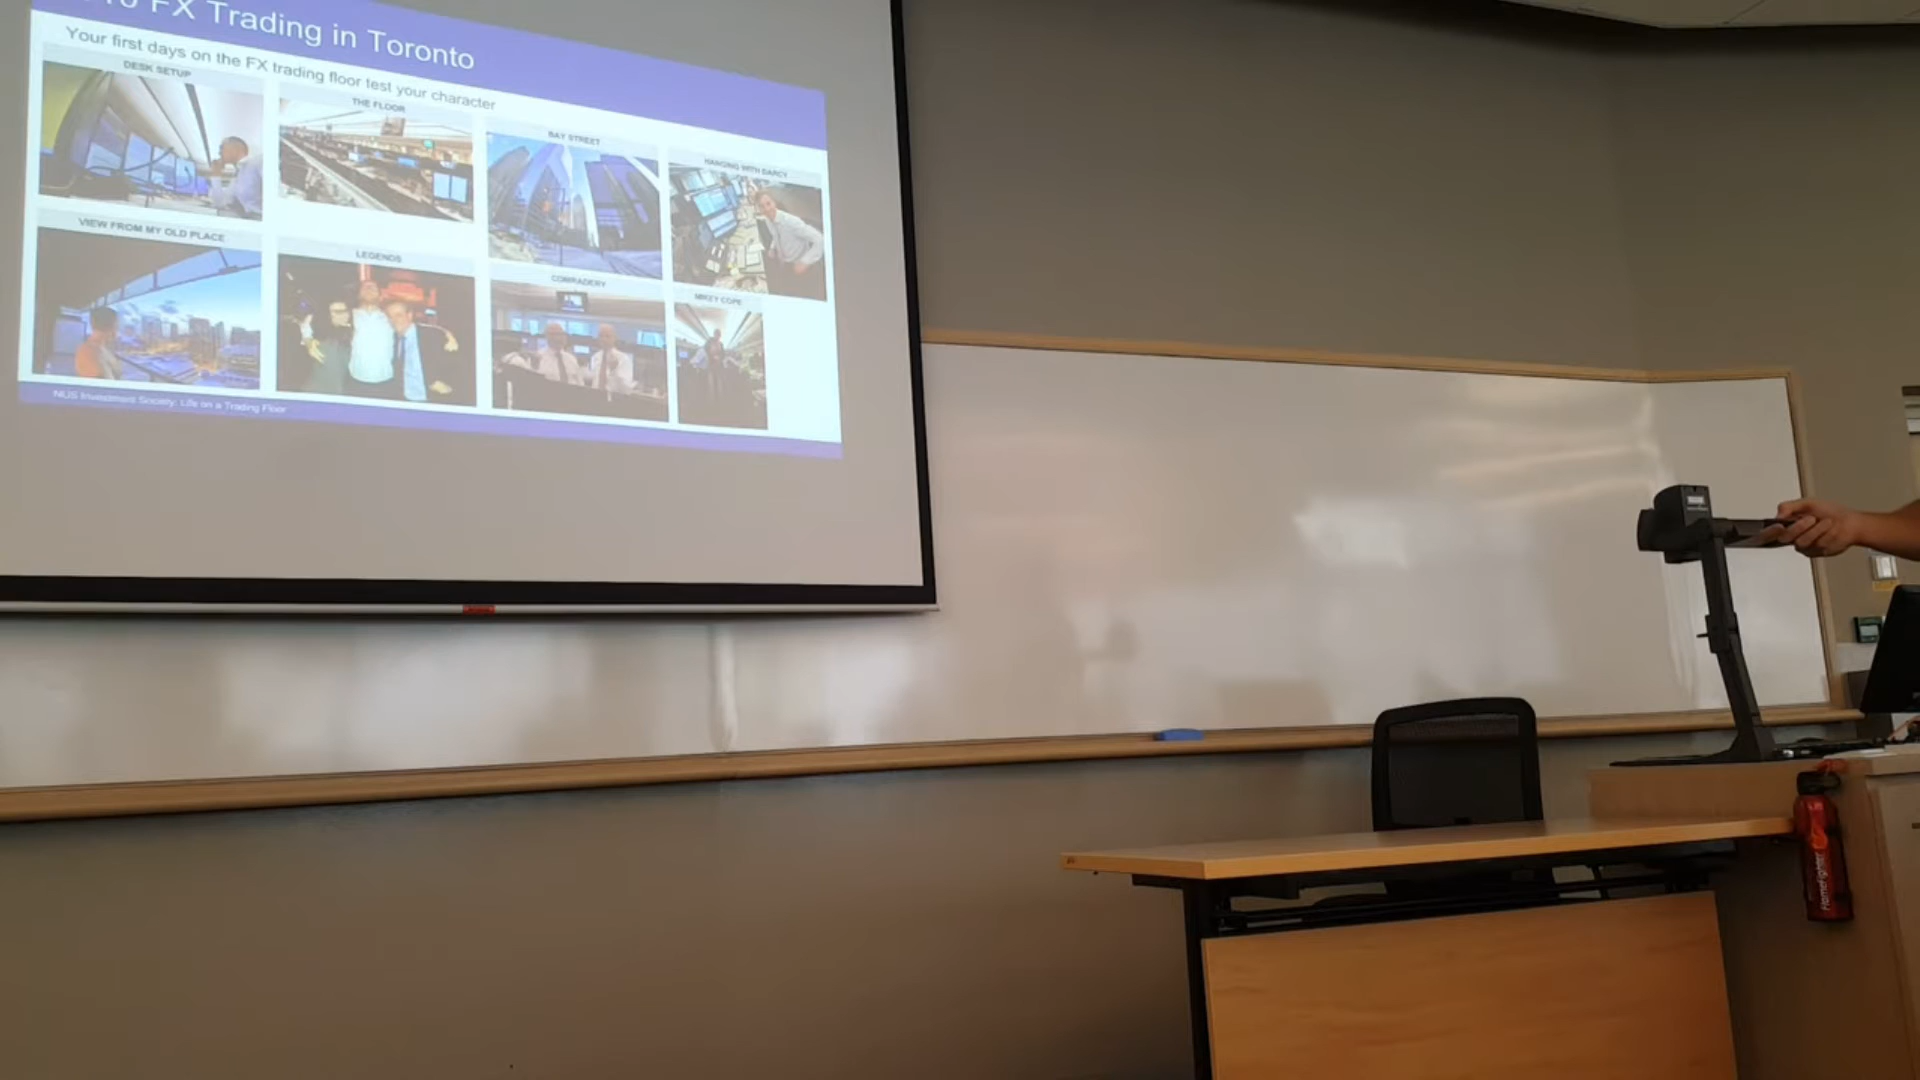 FX Trading in Toronto
Your first days on the FX trading floor test your character
DESK SETUP
THE FLOOR
BAY STREET
HANGING WITH DARCY
VIEW FROM MY OLD PLACE
LEGENDS
COMRADERY
MIKEY COPE
NUS Investment Society: Life on a Trading Floor